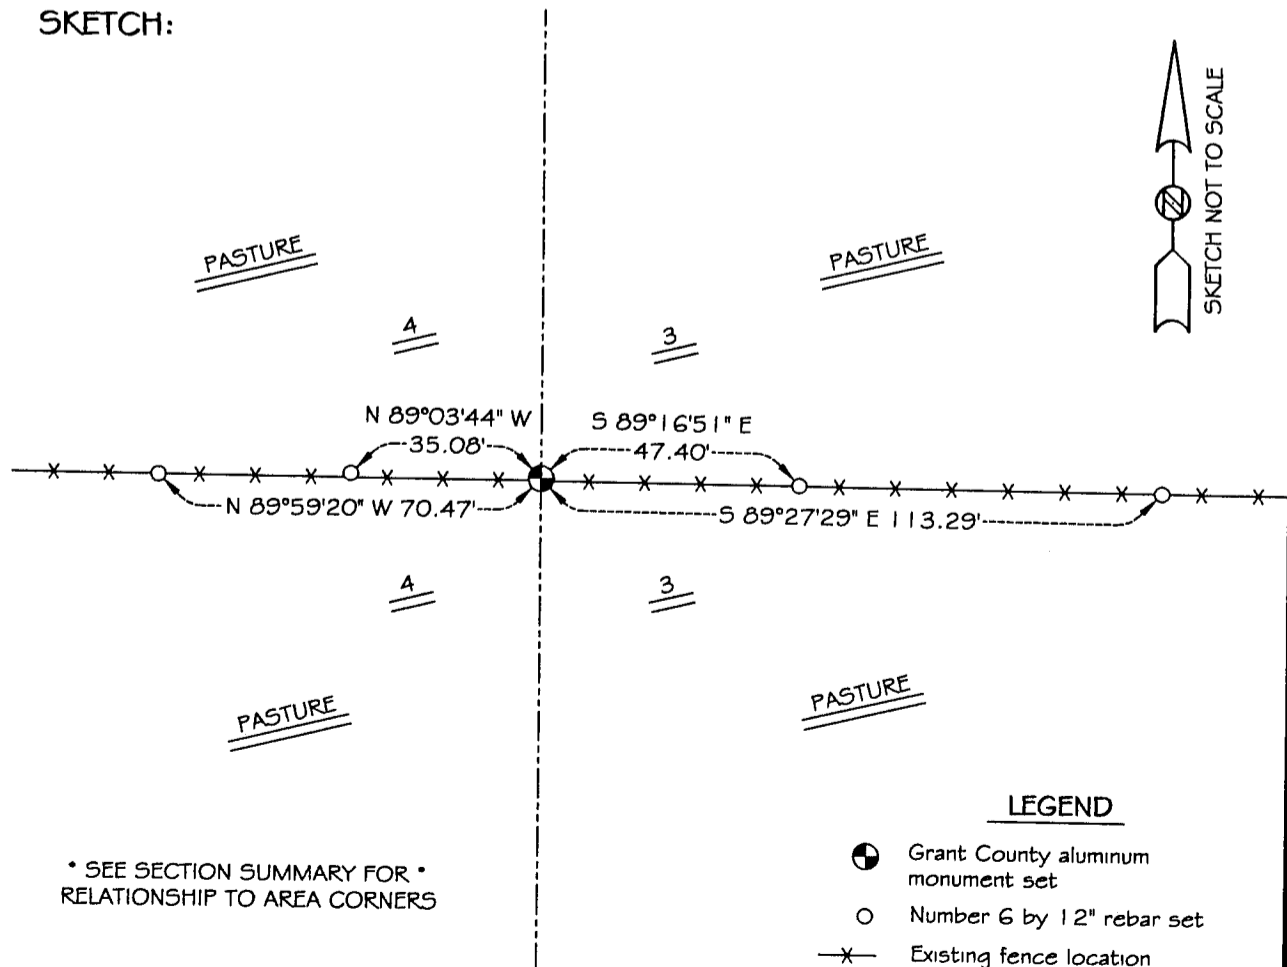 SKETCH:
SKETCH NOT TO SCALE
N
PASTURE
PASTURE
4
3
N 89°03'44" W
35.08'
S 89°16'51" E
47.40'
N 89°59'20" W 70.47'
S 89°27'29" E 113.29'
4
3
PASTURE
PASTURE
LEGEND
Grant County aluminum
monument set
Number 6 by 12" rebar set
Existing fence location
* SEE SECTION SUMMARY FOR *
RELATIONSHIP TO AREA CORNERS